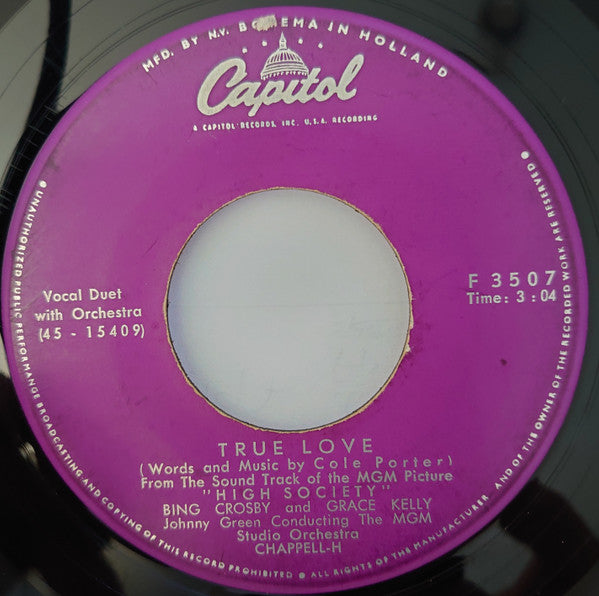 MFD. BY N.V. BOVEMA IN HOLLAND
Capitol
A CAPITOL RECORDS, INC. U.S.A. RECORDING
Vocal Duet
with Orchestra
(45 - 15409)
F 3507
Time: 3:04
TRUE LOVE
(Words and Music by Cole Porter)
From The Sound Track of the MGM Picture
"HIGH SOCIETY"
BING CROSBY and GRACE KELLY
Johnny Green Conducting The MGM
Studio Orchestra
CHAPPELL-H
• UNAUTHORIZED PUBLIC PERFORMANCE BROADCASTING AND COPYING OF THIS RECORD PROHIBITED • ALL RIGHTS OF THE MANUFACTURER AND OF THE OWNER OF THE RECORDED WORK ARE RESERVED •